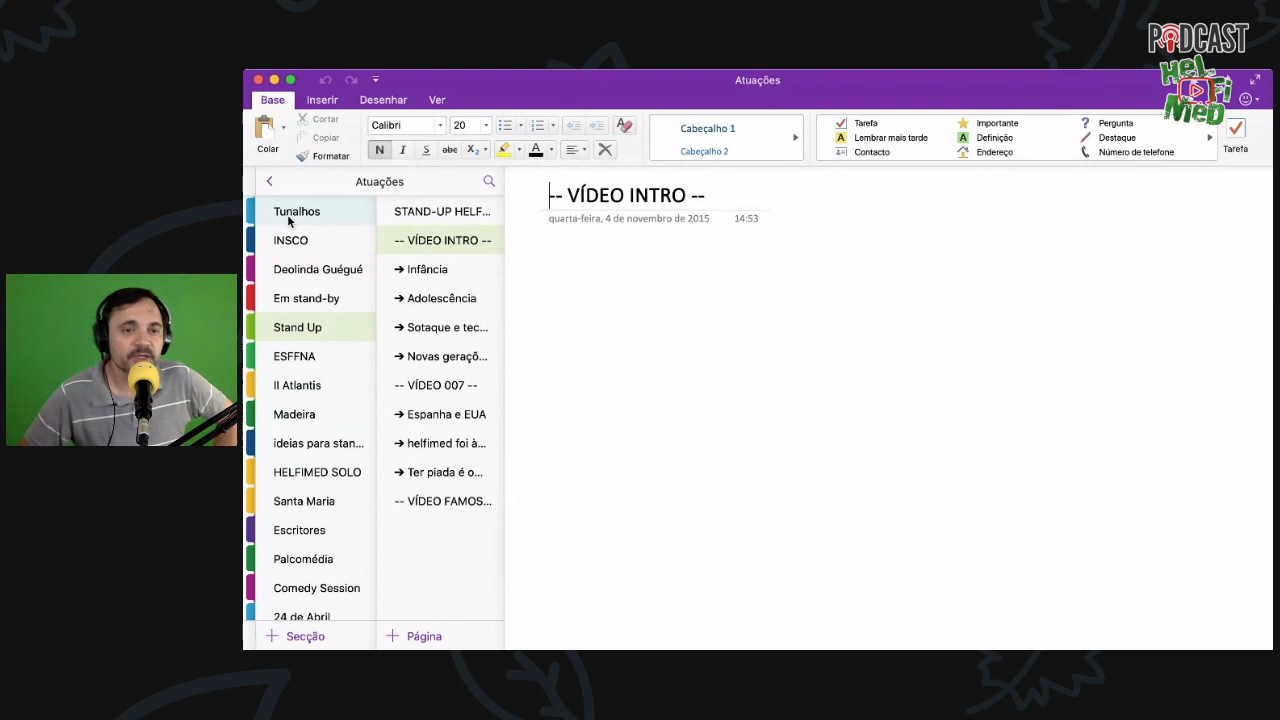 PODCAST
HeLFiMeD
Atuações
Base Inserir Desenhar Ver
Colar
Cortar
Copiar
Formatar
Calibri 20
N I S abc X2 A
Cabeçalho 1
Cabeçalho 2
Tarefa Importante Pergunta
Lembrar mais tarde Definição Destaque
Contacto Endereço Número de telefone
Tarefa
Atuações
Tunalhos
INSCO
Deolinda Guégué
Em stand-by
Stand Up
ESFFNA
II Atlantis
Madeira
ideias para stan...
HELFIMED SOLO
Santa Maria
Escritores
Palcomédia
Comedy Session
24 de Abril
+ Secção
STAND-UP HELF...
-- VÍDEO INTRO --
➔ Infância
➔ Adolescência
➔ Sotaque e tec...
➔ Novas geraçõ...
-- VÍDEO 007 --
➔ Espanha e EUA
➔ helfimed foi à...
➔ Ter piada é o...
-- VÍDEO FAMOS...
+ Página
-- VÍDEO INTRO --
quarta-feira, 4 de novembro de 2015 14:53